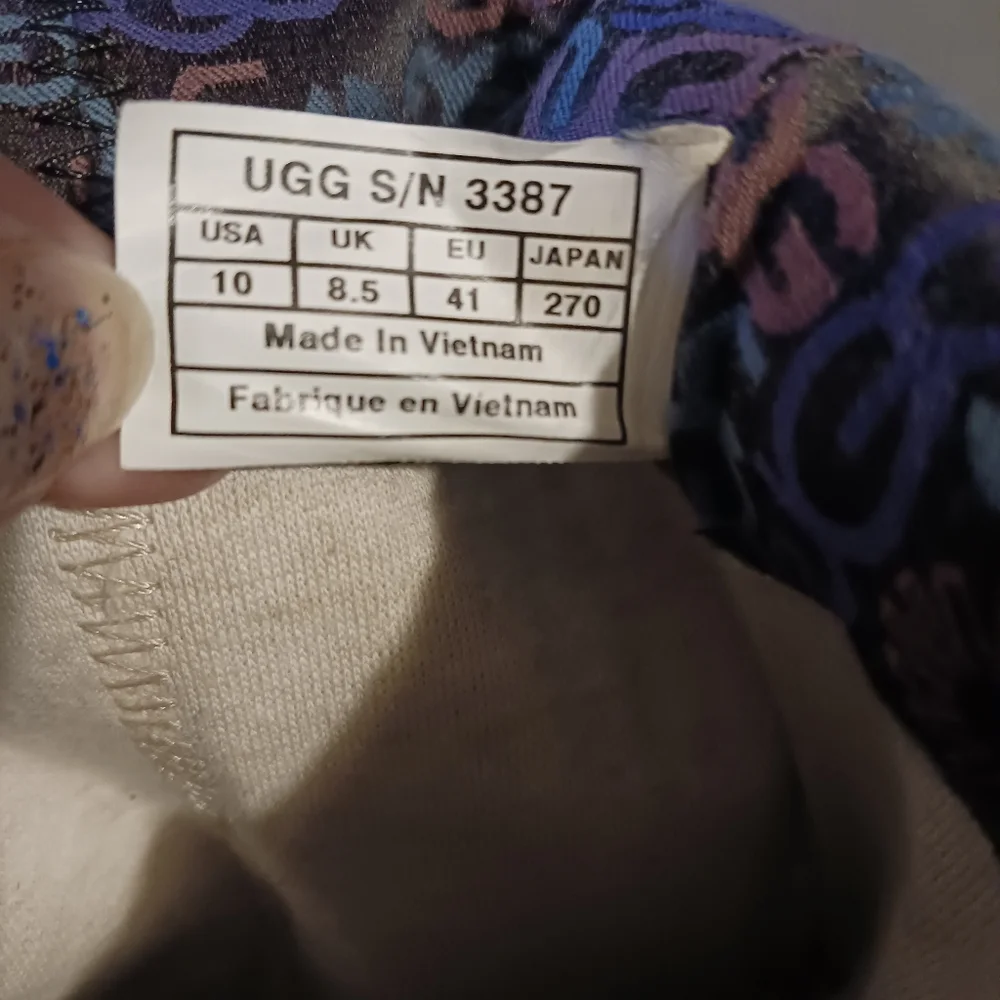 UGG S/N 3387
USA UK EU JAPAN
10 8.5 41 270
Made In Vietnam
Fabrique en Vietnam